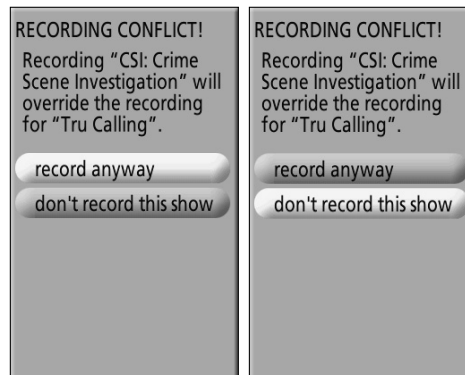 RECORDING CONFLICT!
Recording “CSI: Crime
Scene Investigation” will
override the recording
for “Tru Calling”.
record anyway
don't record this show
RECORDING CONFLICT!
Recording “CSI: Crime
Scene Investigation” will
override the recording
for “Tru Calling”.
record anyway
don't record this show